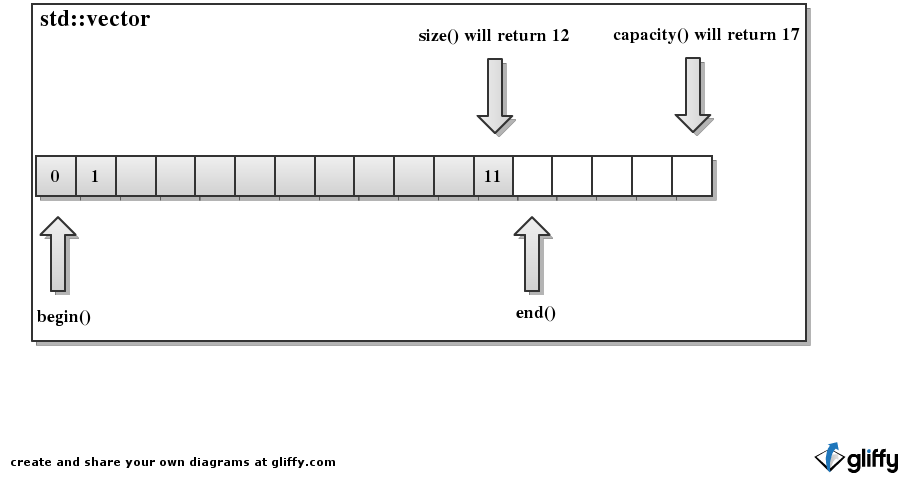 std::vector
size() will return 12
capacity() will return 17
0
1
11
begin()
end()
create and share your own diagrams at gliffy.com
gliffy